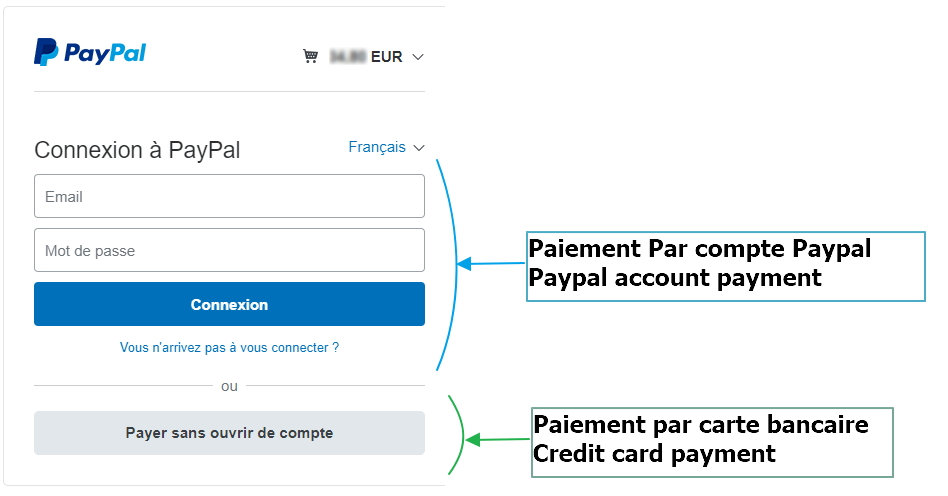 PayPal
EUR
Connexion à PayPal
Français
Email
Mot de passe
Connexion
Vous n'arrivez pas à vous connecter ?
ou
Payer sans ouvrir de compte
Paiement Par compte Paypal
Paypal account payment
Paiement par carte bancaire
Credit card payment